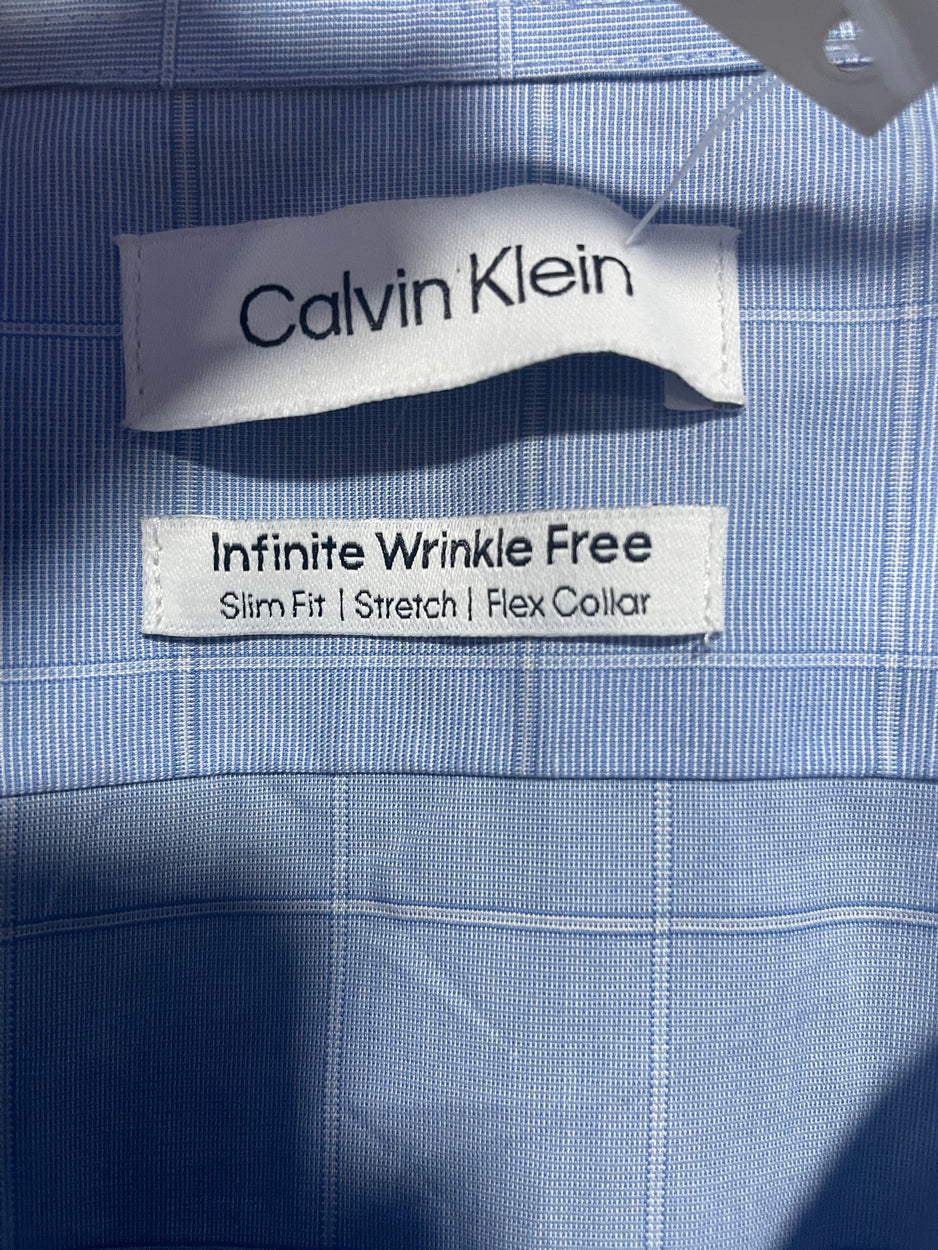 Calvin Klein
Infinite Wrinkle Free
Slim Fit | Stretch | Flex Collar